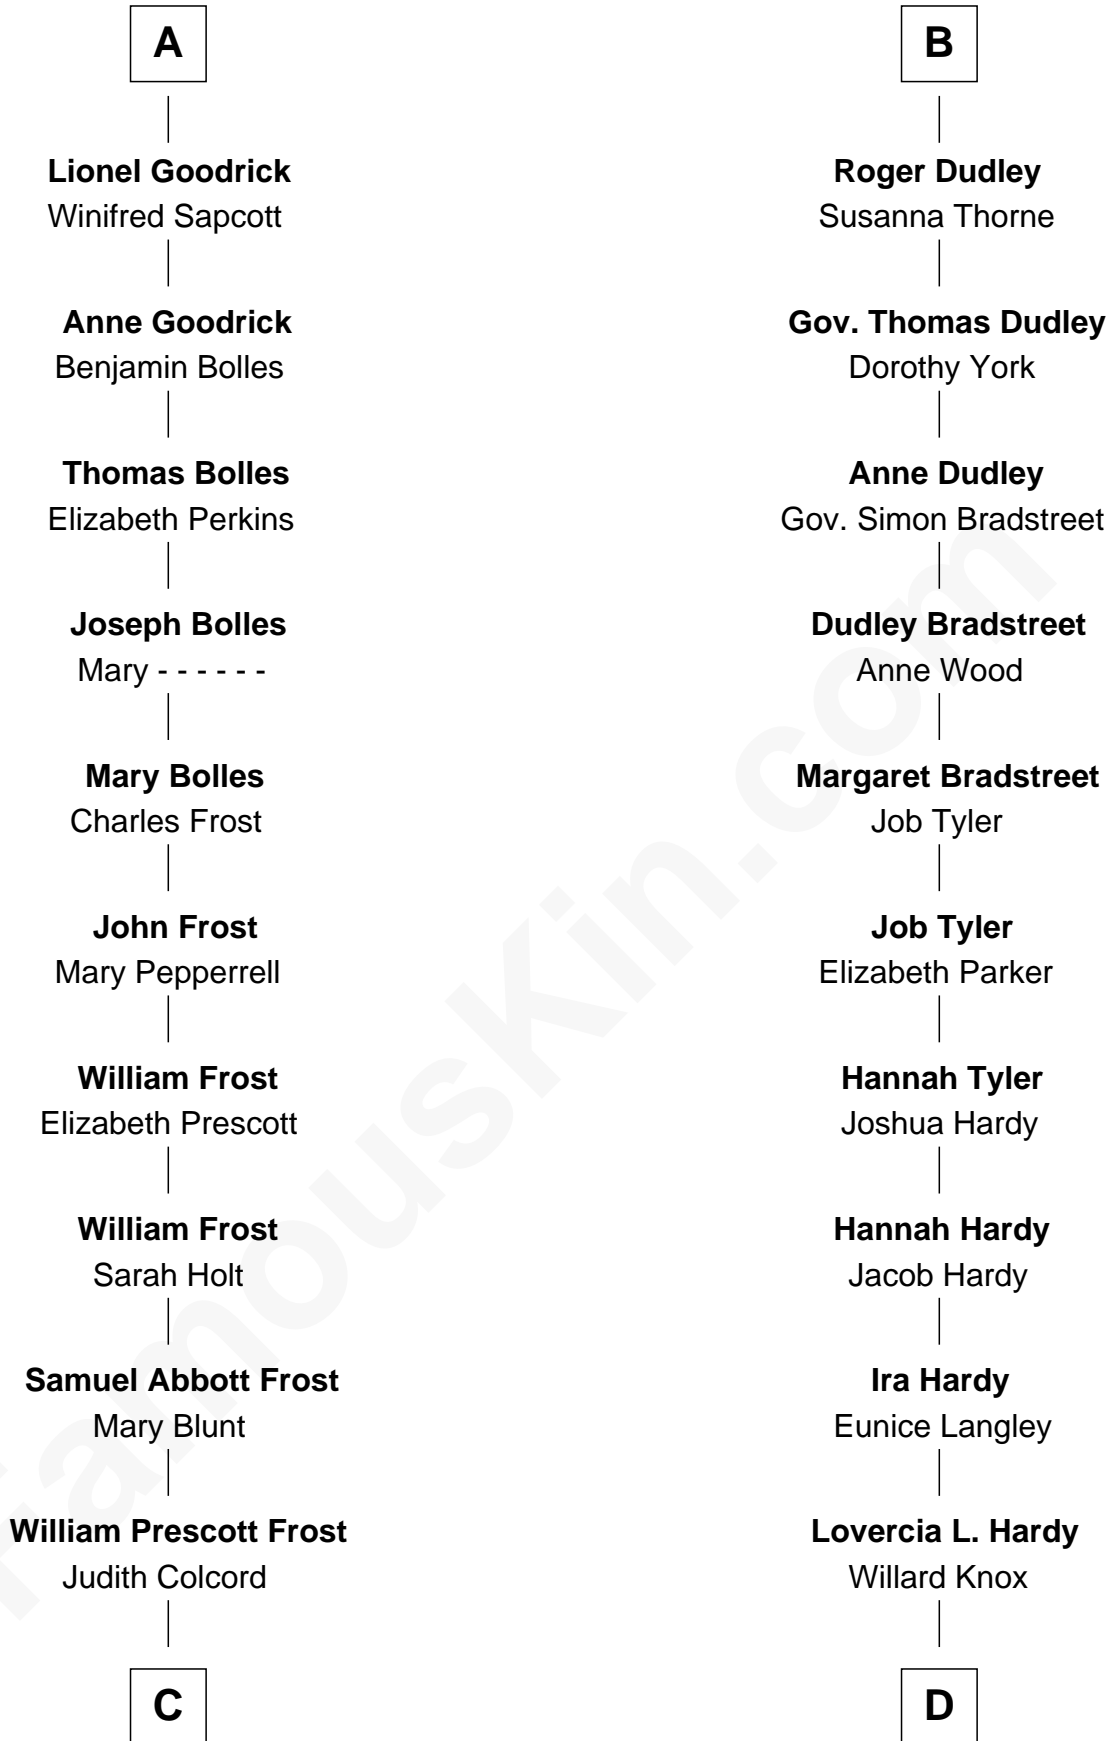 A
Lionel Goodrick
Winifred Sapcott
Anne Goodrick
Benjamin Bolles
Thomas Bolles
Elizabeth Perkins
Joseph Bolles
Mary - - - - - -
Mary Bolles
Charles Frost
John Frost
Mary Pepperrell
William Frost
Elizabeth Prescott
William Frost
Sarah Holt
Samuel Abbott Frost
Mary Blunt
William Prescott Frost
Judith Colcord
C
B
Roger Dudley
Susanna Thorne
Gov. Thomas Dudley
Dorothy York
Anne Dudley
Gov. Simon Bradstreet
Dudley Bradstreet
Anne Wood
Margaret Bradstreet
Job Tyler
Job Tyler
Elizabeth Parker
Hannah Tyler
Joshua Hardy
Hannah Hardy
Jacob Hardy
Ira Hardy
Eunice Langley
Lovercia L. Hardy
Willard Knox
D
FamousKin.com